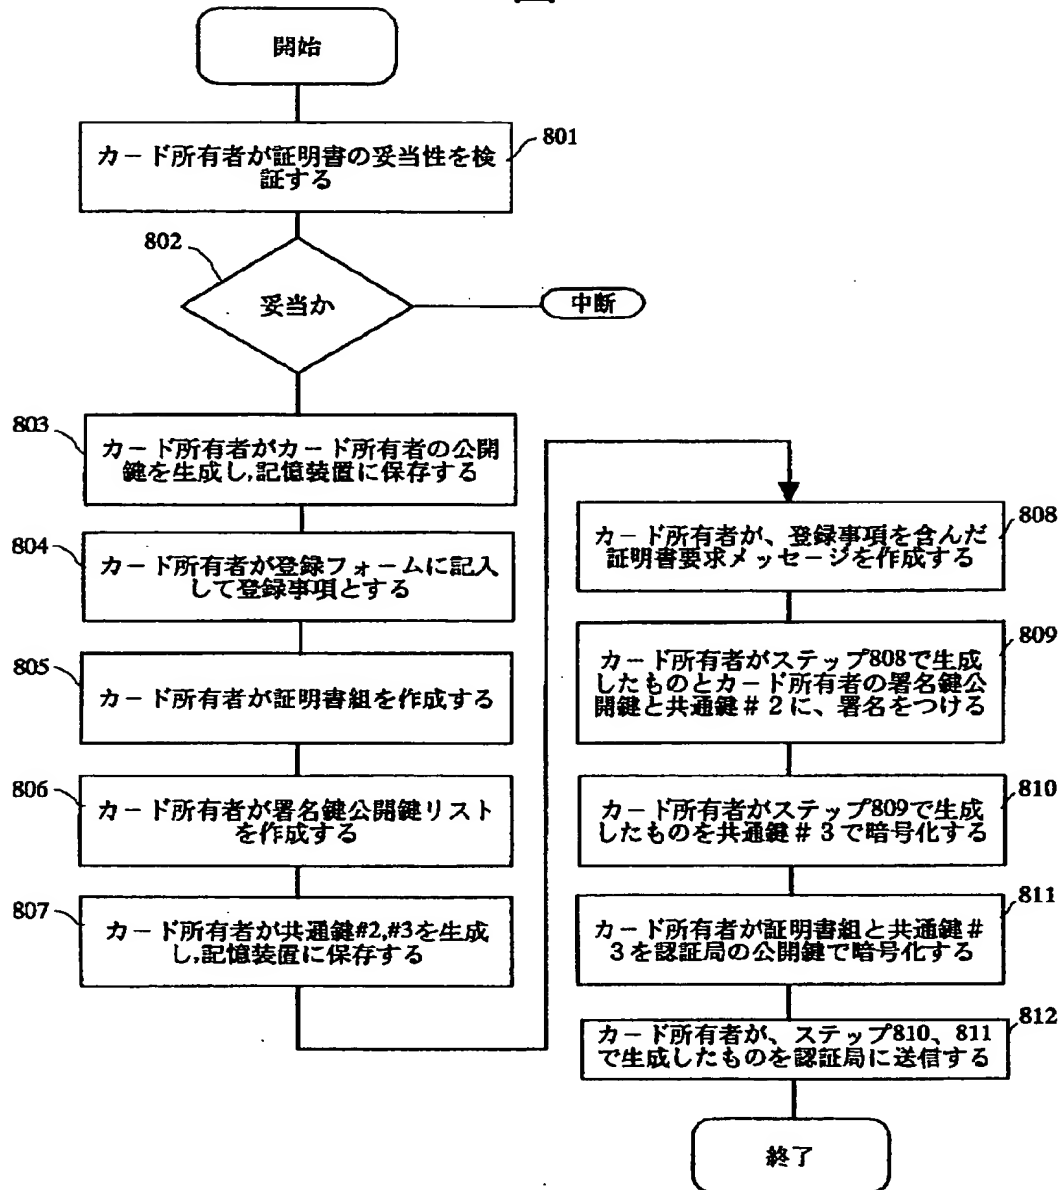 開始
801
カード所有者が証明書の妥当性を検
証する
802
妥当か
中断
803
カード所有者がカード所有者の公開
鍵を生成し,記憶装置に保存する
804
カード所有者が登録フォームに記入
して登録事項とする
805
カード所有者が証明書組を作成する
806
カード所有者が署名鍵公開鍵リスト
を作成する
807
カード所有者が共通鍵#2,#3を生成
し,記憶装置に保存する
808
カード所有者が、登録事項を含んだ
証明書要求メッセージを作成する
809
カード所有者がステップ808で生成
したものとカード所有者の署名鍵公
開鍵と共通鍵#2に、署名をつける
810
カード所有者がステップ809で生成
したものを共通鍵#3で暗号化する
811
カード所有者が証明書組と共通鍵#
3を認証局の公開鍵で暗号化する
812
カード所有者が、ステップ810、811
で生成したものを認証局に送信する
終了